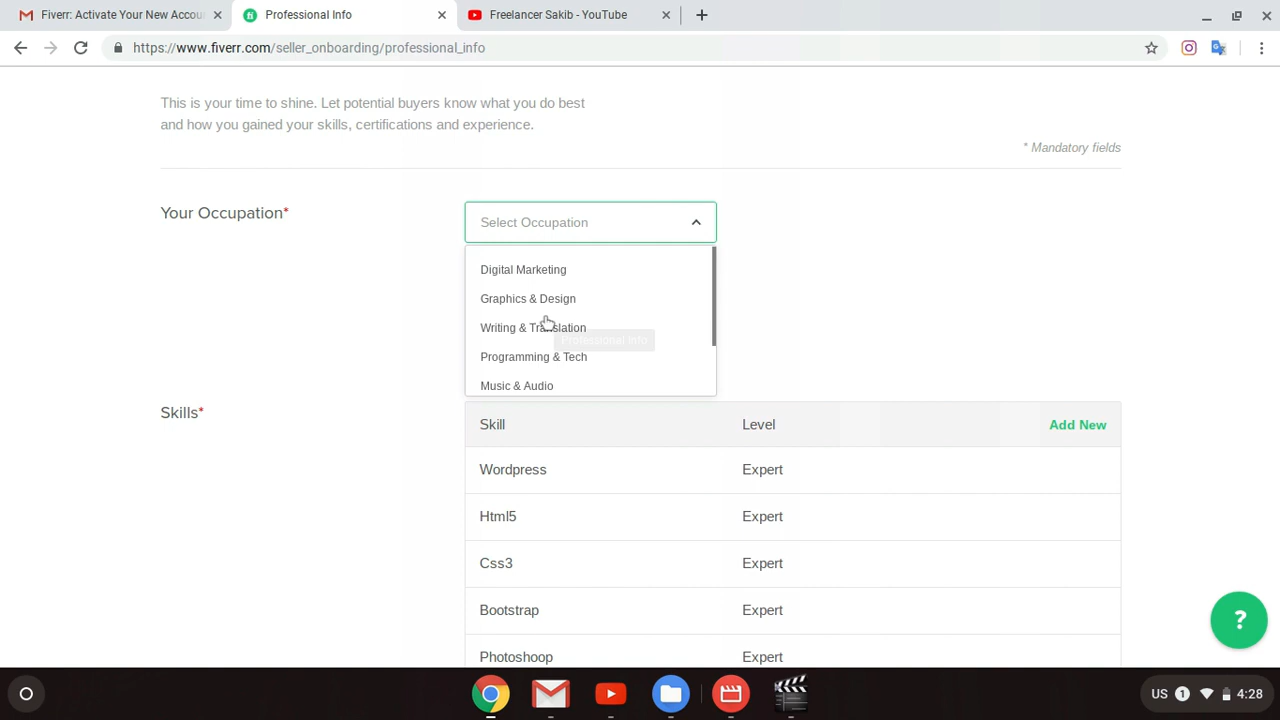 Fiverr: Activate Your New Accou
Professional Info
Freelancer Sakib - YouTube
https://www.fiverr.com/seller_onboarding/professional_info
This is your time to shine. Let potential buyers know what you do best
and how you gained your skills, certifications and experience.
* Mandatory fields
Your Occupation*
Select Occupation
Digital Marketing
Graphics & Design
Writing & Translation
Professional Info
Programming & Tech
Music & Audio
Skills*
Skill Level Add New
Wordpress Expert
Html5 Expert
Css3 Expert
Bootstrap Expert
Photoshoop Expert
?
US 1 4:28